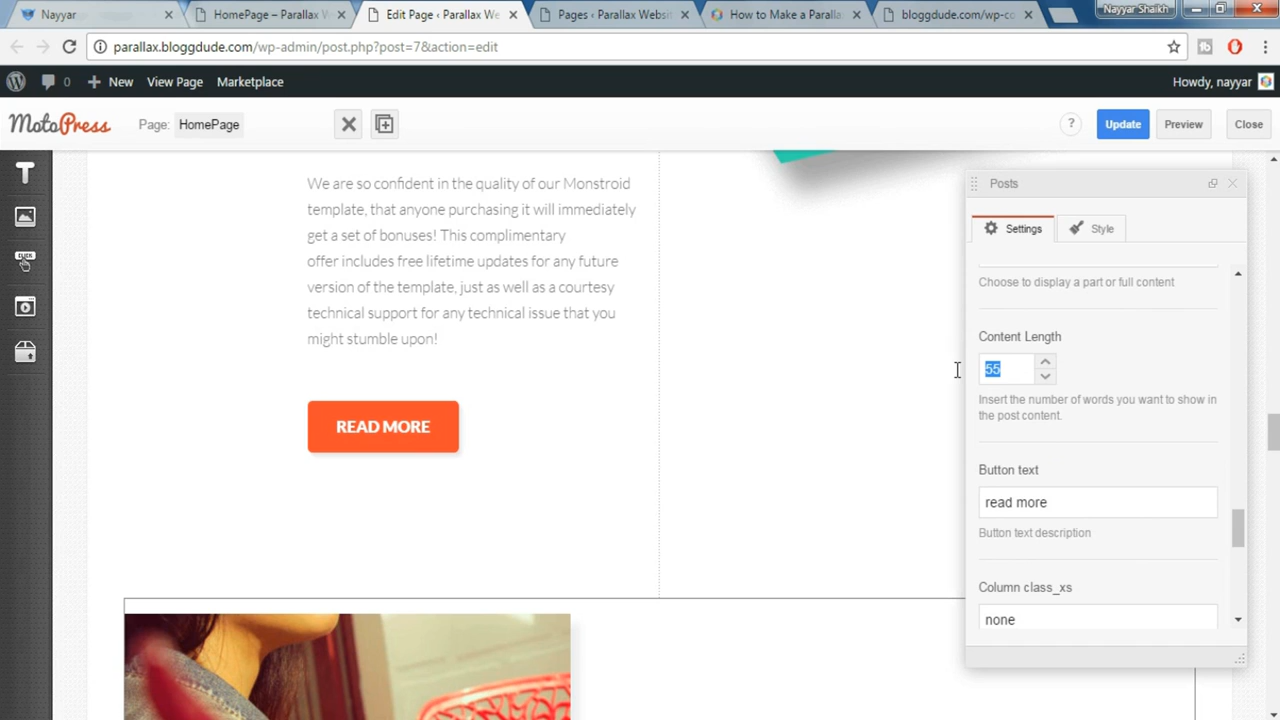 Nayyar
HomePage – Parallax W
Edit Page ‹ Parallax We
Pages ‹ Parallax Websi
How to Make a Paralla
bloggdude.com/wp-co
Nayyar Shaikh
parallax.bloggdude.com/wp-admin/post.php?post=7&action=edit
0
New
View Page
Marketplace
Howdy, nayyar
MotoPress
Page: HomePage
?
Update
Preview
Close
We are so confident in the quality of our Monstroid
template, that anyone purchasing it will immediately
get a set of bonuses! This complimentary
offer includes free lifetime updates for any future
version of the template, just as well as a courtesy
technical support for any technical issue that you
might stumble upon!
READ MORE
Posts
Settings
Style
Choose to display a part or full content
Content Length
55
Insert the number of words you want to show in
the post content.
Button text
read more
Button text description
Column class_xs
none
T
CLICK